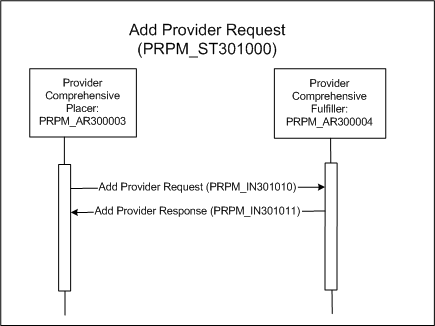 Add Provider Request
(PRPM_ST301000)
Provider
Comprehensive
Placer:
PRPM_AR300003
Provider
Comprehensive
Fulfiller:
PRPM_AR300004
Add Provider Request (PRPM_IN301010)
Add Provider Response (PRPM_IN301011)